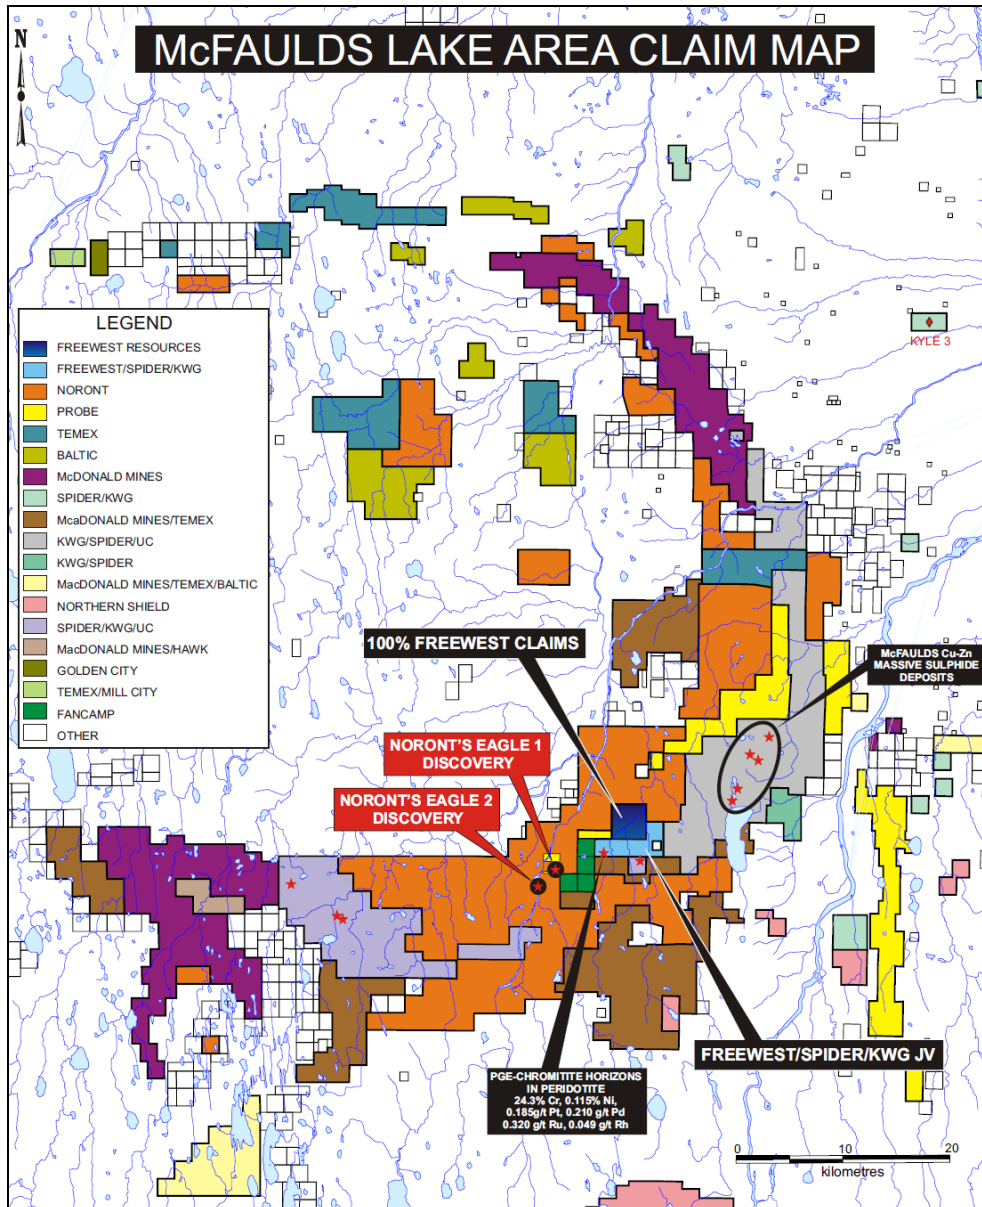 McFAULDS LAKE AREA CLAIM MAP
N
KYLE 3
LEGEND
FREEWEST RESOURCES
FREEWEST/SPIDER/KWG
NORONT
PROBE
TEMEX
BALTIC
McDONALD MINES
SPIDER/KWG
McaDONALD MINES/TEMEX
KWG/SPIDER/UC
KWG/SPIDER
MacDONALD MINES/TEMEX/BALTIC
NORTHERN SHIELD
SPIDER/KWG/UC
MacDONALD MINES/HAWK
GOLDEN CITY
TEMEX/MILL CITY
FANCAMP
OTHER
100% FREEWEST CLAIMS
McFAULDS Cu-Zn
MASSIVE SULPHIDE
DEPOSITS
NORONT'S EAGLE 1
DISCOVERY
NORONT'S EAGLE 2
DISCOVERY
FREEWEST/SPIDER/KWG JV
PGE-CHROMITITE HORIZONS
IN PERIDOTITE
24.3% Cr, 0.115% Ni,
0.185g/t Pt, 0.210 g/t Pd
0.320 g/t Ru, 0.049 g/t Rh
0 10 20
kilometres